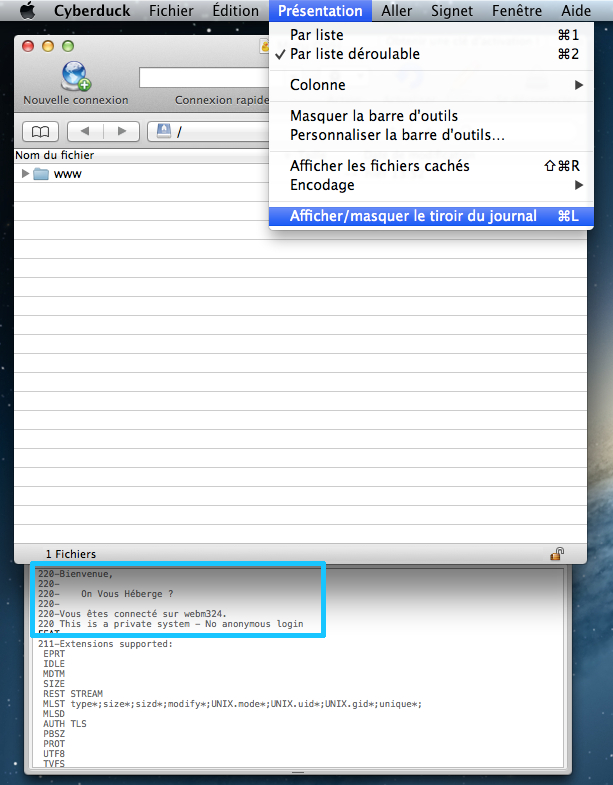 Cyberduck Fichier Édition Présentation Aller Signet Fenêtre Aide
Par liste ⌘1
✓ Par liste déroulable ⌘2
Colonne ▶
Masquer la barre d'outils
Personnaliser la barre d'outils...
Afficher les fichiers cachés ⇧⌘R
Encodage ▶
Afficher/masquer le tiroir du journal ⌘L
Nouvelle connexion Connexion rapide
/
Nom du fichier
www
1 Fichiers
220-Bienvenue,
220-
220- On Vous Héberge ?
220-
220-Vous êtes connecté sur webm324.
220 This is a private system - No anonymous login
FEAT
211-Extensions supported:
EPRT
IDLE
MDTM
SIZE
REST STREAM
MLST type*;size*;sizd*;modify*;UNIX.mode*;UNIX.uid*;UNIX.gid*;unique*;
MLSD
AUTH TLS
PBSZ
PROT
UTF8
TVFS